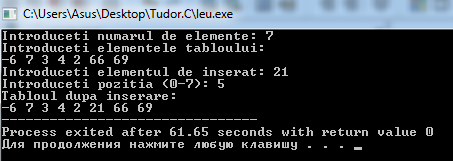 C:\Users\Asus\Desktop\Tudor.C\leu.exe
Introduceti numarul de elemente: 7
Introduceti elementele tabloului:
-6 7 3 4 2 66 69
Introduceti elementul de inserat: 21
Introduceti pozitia (0-7): 5
Tabloul dupa inserare:
-6 7 3 4 2 21 66 69
--------------------------------
Process exited after 61.65 seconds with return value 0
Для продолжения нажмите любую клавишу . . . _